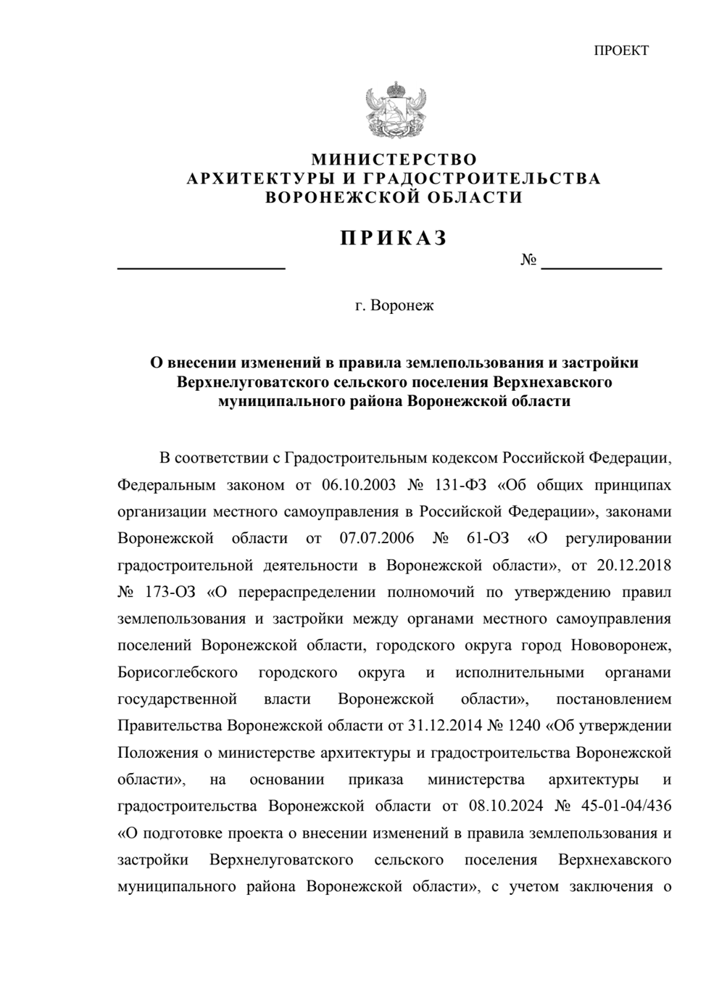 ПРОЕКТ
МИНИСТЕРСТВО
АРХИТЕКТУРЫ И ГРАДОСТРОИТЕЛЬСТВА
ВОРОНЕЖСКОЙ ОБЛАСТИ
ПРИКАЗ
№
г. Воронеж
О внесении изменений в правила землепользования и застройки
Верхнелуговатского сельского поселения Верхнехавского
муниципального района Воронежской области
В соответствии с Градостроительным кодексом Российской Федерации,
Федеральным законом от 06.10.2003 № 131-ФЗ «Об общих принципах
организации местного самоуправления в Российской Федерации», законами
Воронежской области от 07.07.2006 № 61-ОЗ «О регулировании
градостроительной деятельности в Воронежской области», от 20.12.2018
№ 173-ОЗ «О перераспределении полномочий по утверждению правил
землепользования и застройки между органами местного самоуправления
поселений Воронежской области, городского округа город Нововоронеж,
Борисоглебского городского округа и исполнительными органами
государственной власти Воронежской области», постановлением
Правительства Воронежской области от 31.12.2014 № 1240 «Об утверждении
Положения о министерстве архитектуры и градостроительства Воронежской
области», на основании приказа министерства архитектуры и
градостроительства Воронежской области от 08.10.2024 № 45-01-04/436
«О подготовке проекта о внесении изменений в правила землепользования и
застройки Верхнелуговатского сельского поселения Верхнехавского
муниципального района Воронежской области», с учетом заключения о